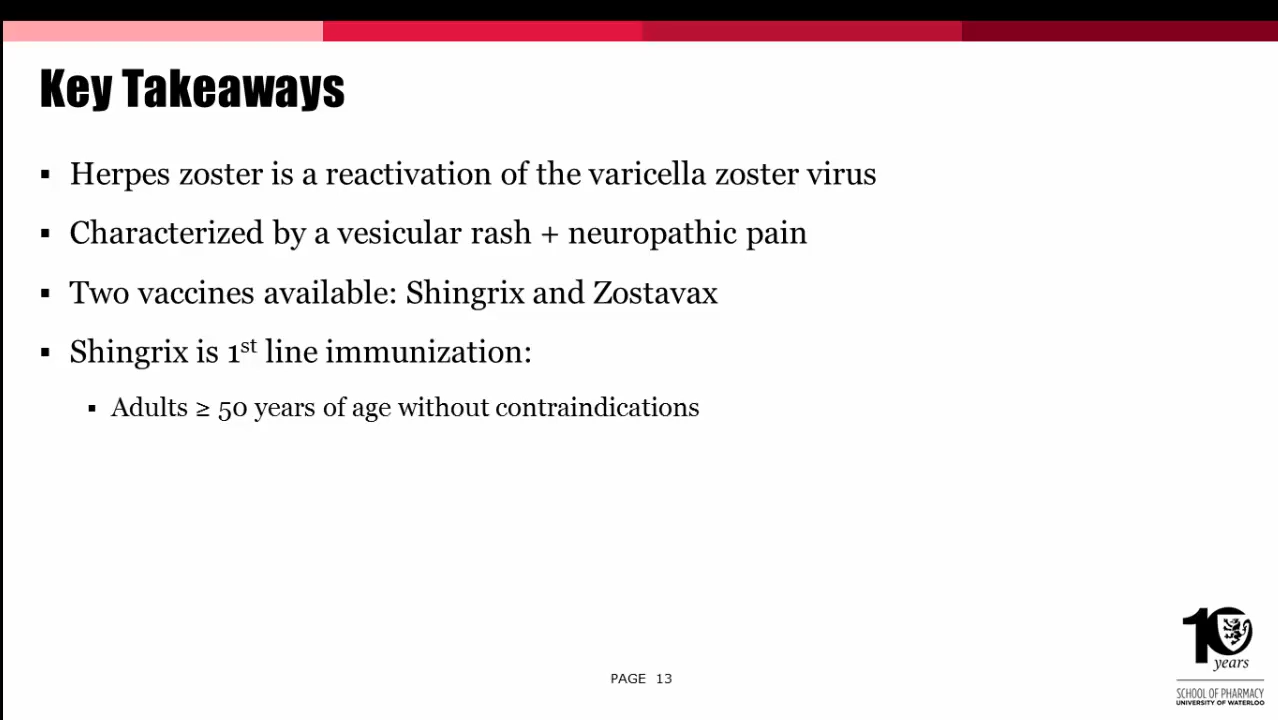 Key Takeaways
▪ Herpes zoster is a reactivation of the varicella zoster virus
▪ Characterized by a vesicular rash + neuropathic pain
▪ Two vaccines available: Shingrix and Zostavax
▪ Shingrix is 1st line immunization:
▪ Adults ≥ 50 years of age without contraindications
10
years
PAGE 13
SCHOOL OF PHARMACY
UNIVERSITY OF WATERLOO